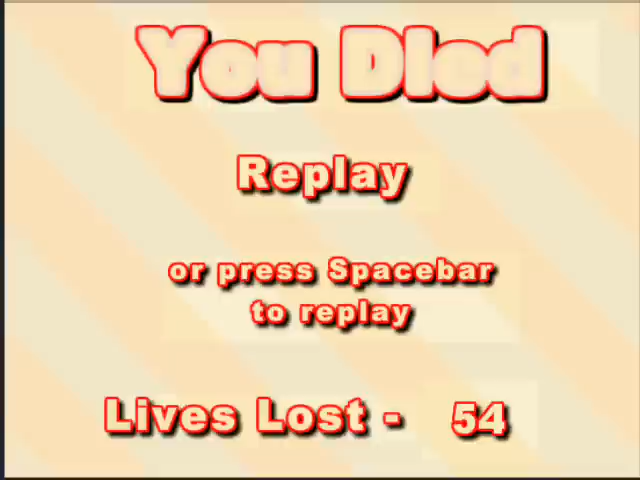 You Died
Replay
or press Spacebar
to replay
Lives Lost - 54